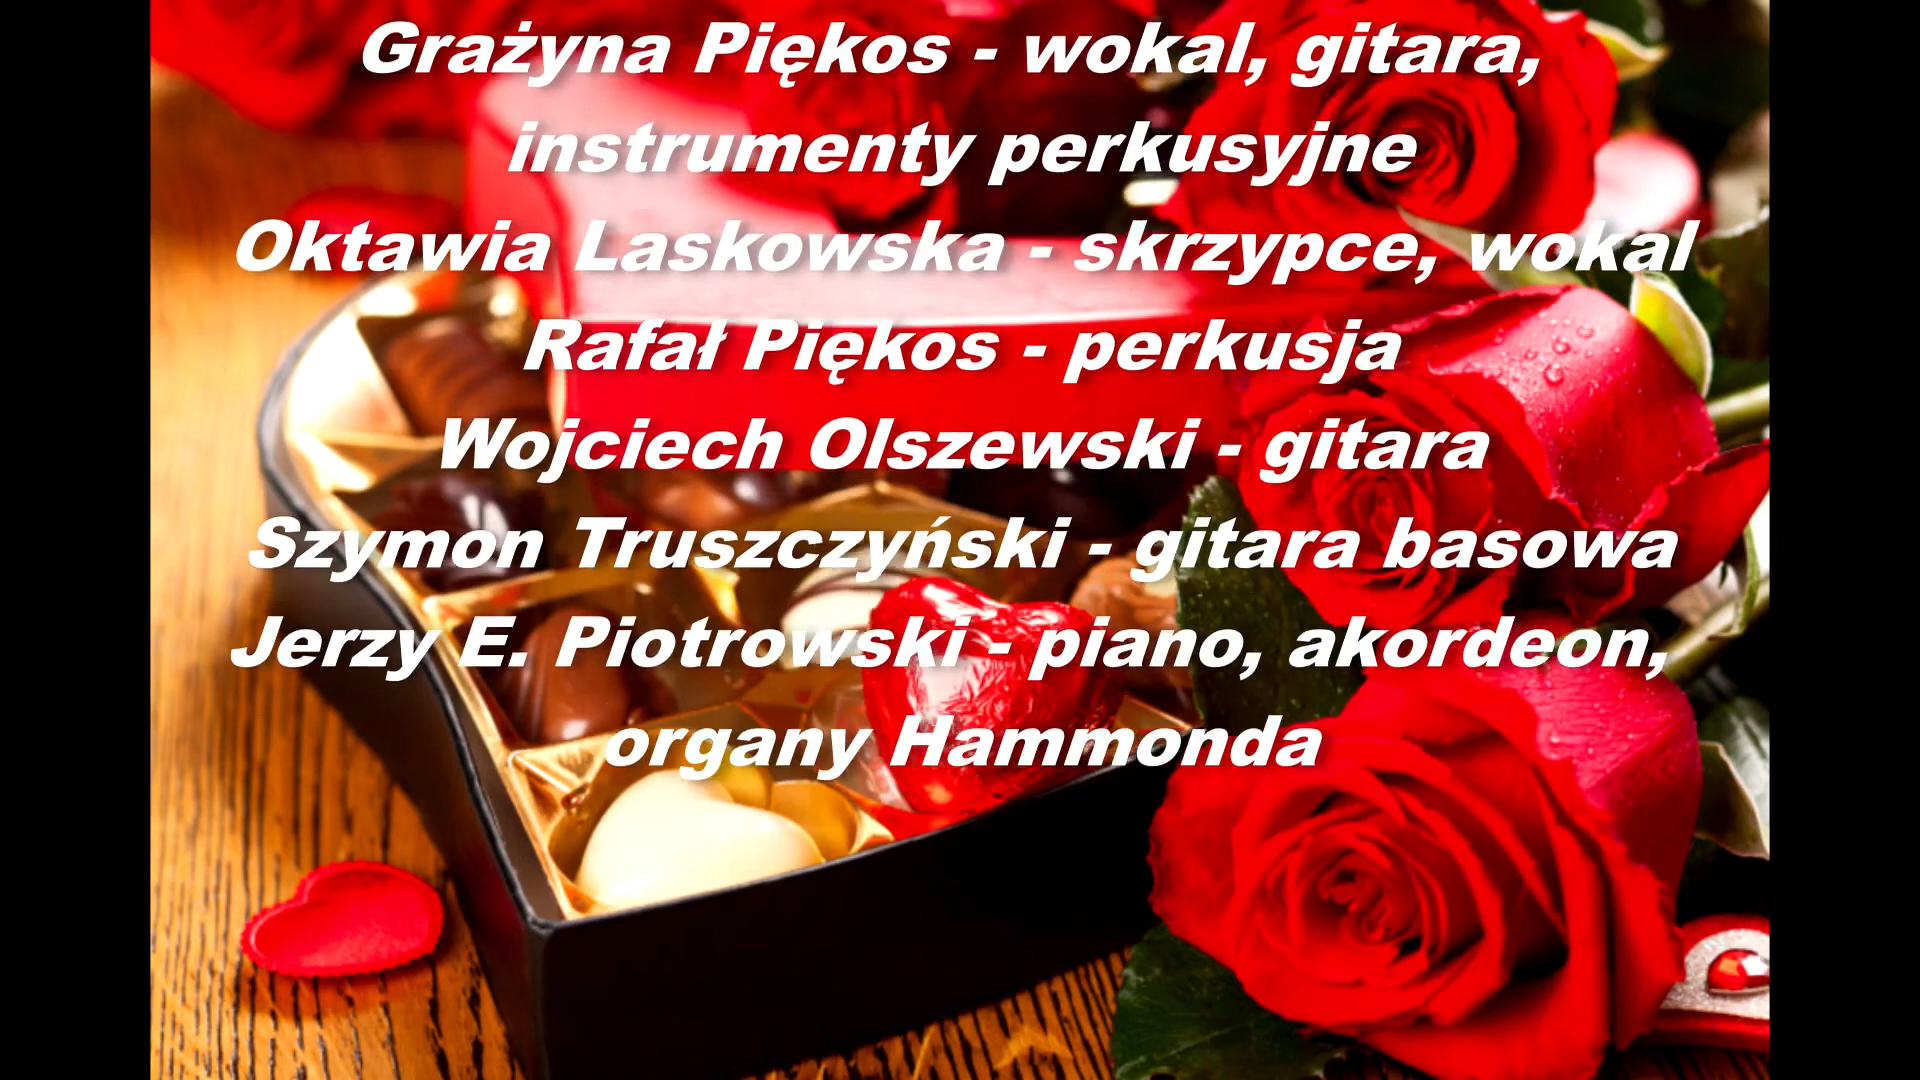 Grażyna Piękos - wokal, gitara,
instrumenty perkusyjne
Oktawia Laskowska - skrzypce, wokal
Rafał Piękos - perkusja
Wojciech Olszewski - gitara
Szymon Truszczyński - gitara basowa
Jerzy E. Piotrowski - piano, akordeon,
organy Hammonda